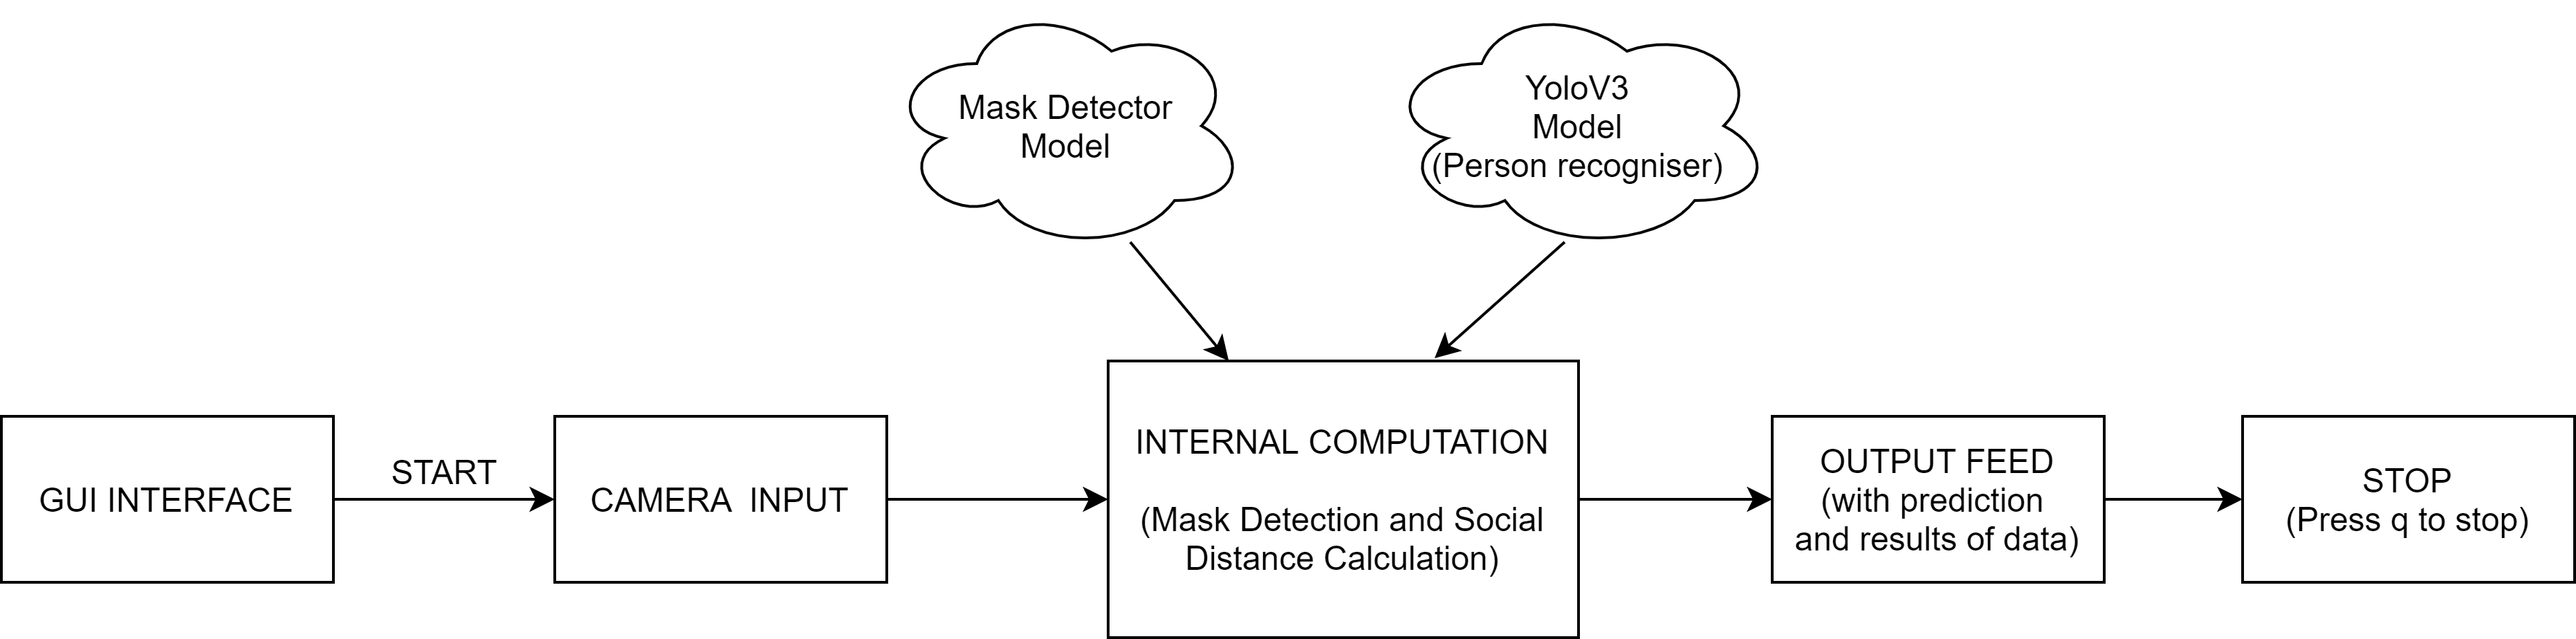 Mask Detector
Model
YoloV3
Model
(Person recogniser)
GUI INTERFACE
START
CAMERA  INPUT
INTERNAL COMPUTATION
(Mask Detection and Social
Distance Calculation)
OUTPUT FEED
(with prediction
and results of data)
STOP
(Press q to stop)